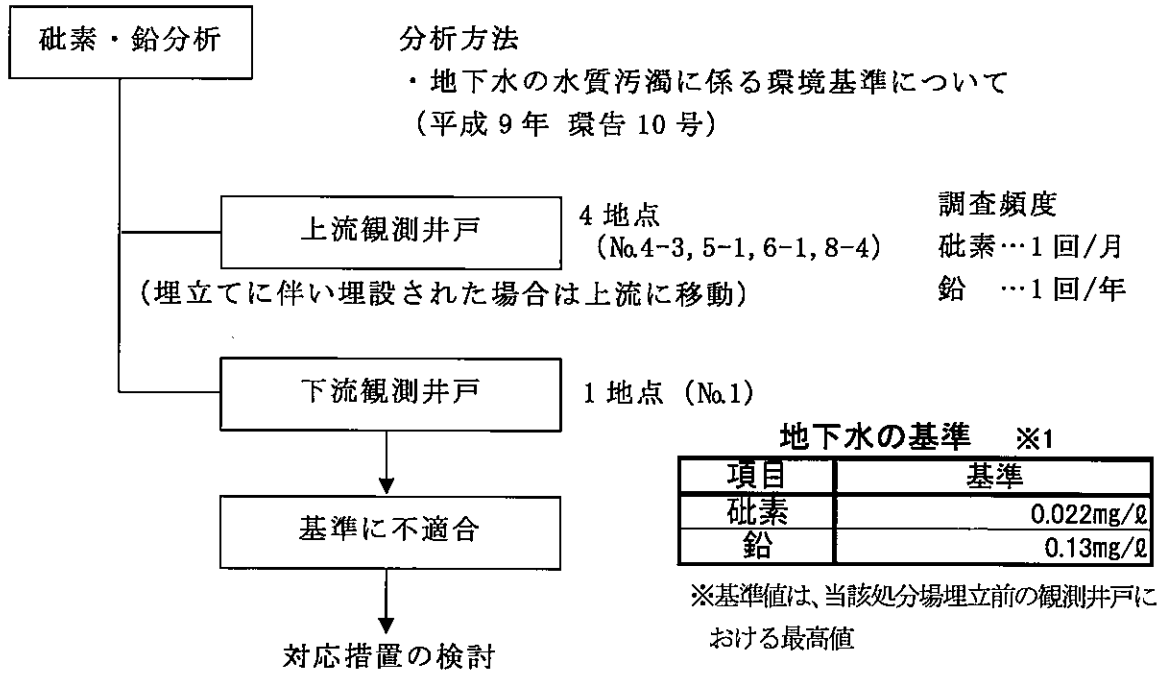 砒素・鉛分析
分析方法
・地下水の水質汚濁に係る環境基準について
(平成9年 環告10号)
上流観測井戸
4地点
(№4-3, 5-1, 6-1, 8-4)
調査頻度
砒素…1回/月
鉛 …1回/年
(埋立てに伴い埋設された場合は上流に移動)
下流観測井戸
1地点 (№1)
地下水の基準 ※1
項目 基準
砒素 0.022mg/ℓ
鉛 0.13mg/ℓ
※基準値は、当該処分場埋立前の観測井戸に
おける最高値
基準に不適合
対応措置の検討